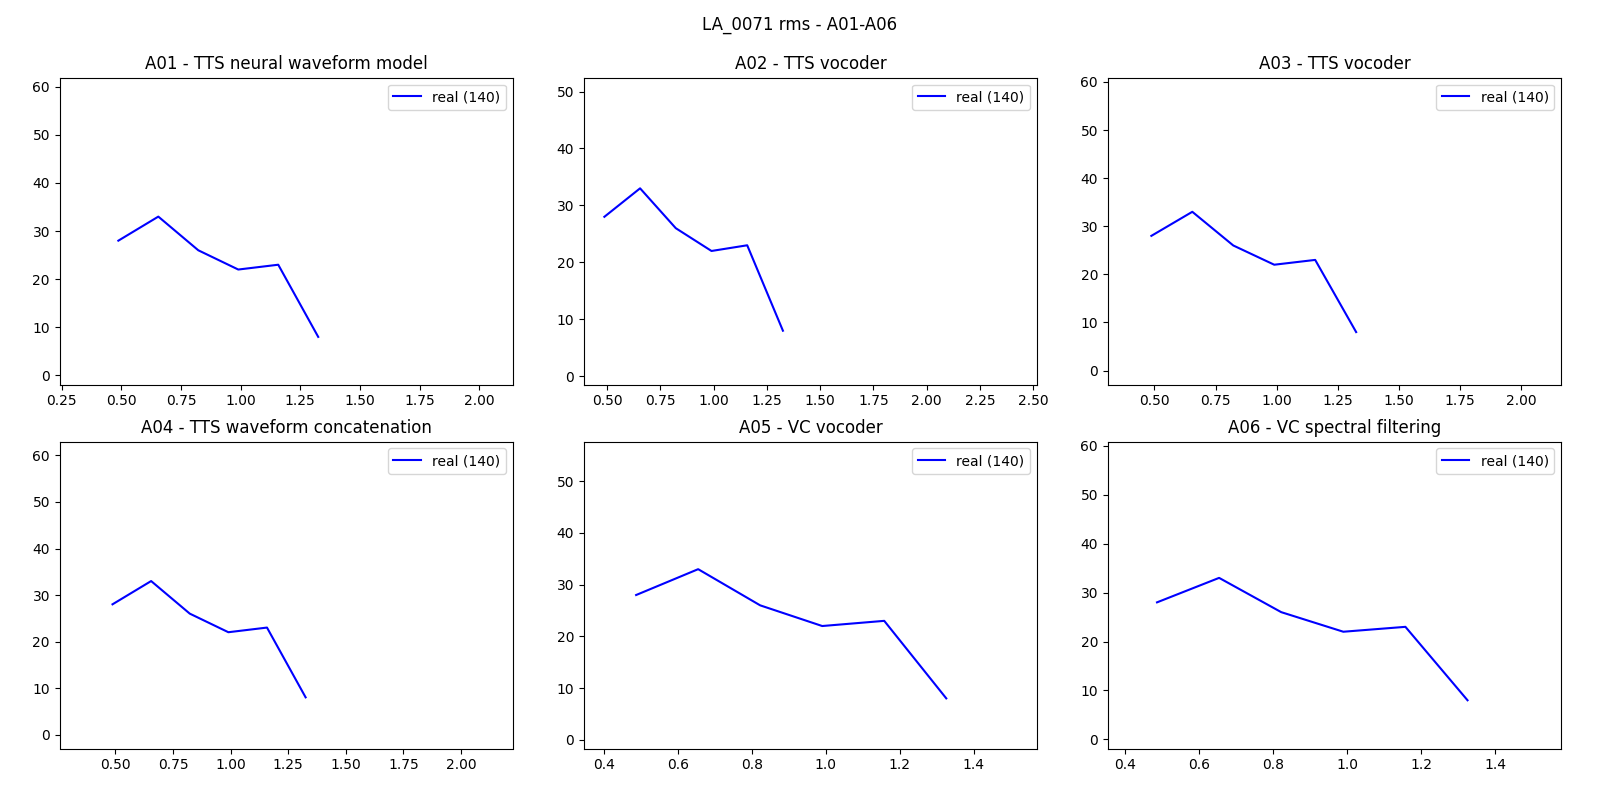 LA_0071 rms - A01-A06
A01 - TTS neural waveform model
60
50
40
30
20
10
0
real (140)
0.25 0.50 0.75 1.00 1.25 1.50 1.75 2.00
A02 - TTS vocoder
50
40
30
20
10
0
real (140)
0.50 0.75 1.00 1.25 1.50 1.75 2.00 2.25 2.50
A03 - TTS vocoder
60
50
40
30
20
10
0
real (140)
0.50 0.75 1.00 1.25 1.50 1.75 2.00
A04 - TTS waveform concatenation
60
50
40
30
20
10
0
real (140)
0.50 0.75 1.00 1.25 1.50 1.75 2.00
A05 - VC vocoder
50
40
30
20
10
0
real (140)
0.4 0.6 0.8 1.0 1.2 1.4
A06 - VC spectral filtering
60
50
40
30
20
10
0
real (140)
0.4 0.6 0.8 1.0 1.2 1.4